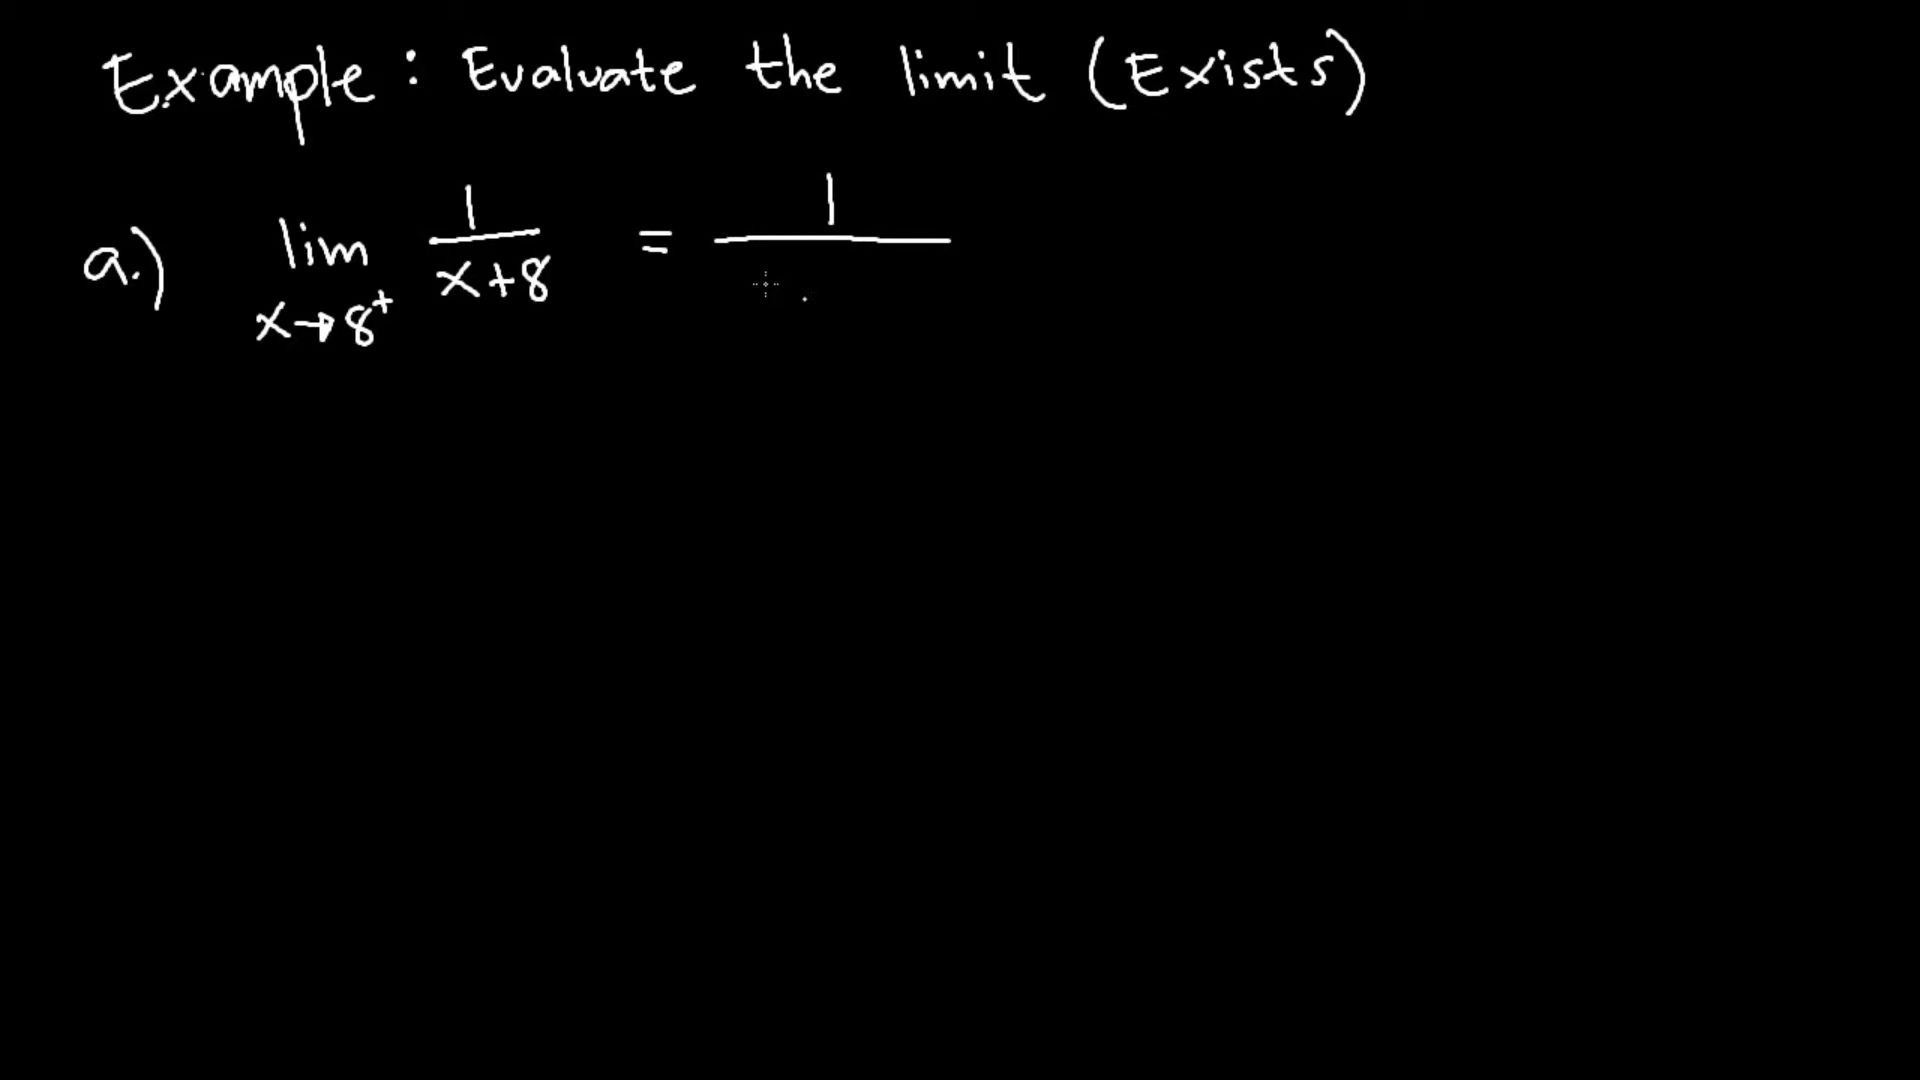 Example: Evaluate the limit (Exists)
a.) lim x→8⁺ 1/(x+8) = 1/